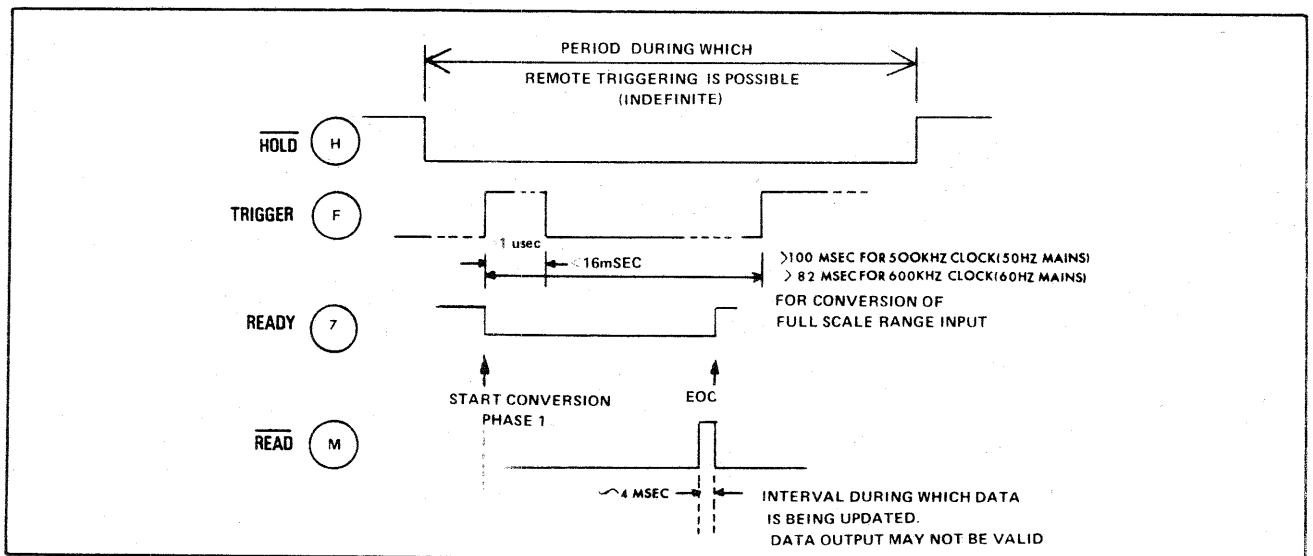 PERIOD DURING WHICH
REMOTE TRIGGERING IS POSSIBLE
(INDEFINITE)
HOLD H
TRIGGER F
1 usec
<16mSEC
>100 MSEC FOR 500KHZ CLOCK(50HZ MAINS)
> 82 MSEC FOR 600KHZ CLOCK(60HZ MAINS)
FOR CONVERSION OF
FULL SCALE RANGE INPUT
READY 7
START CONVERSION
PHASE 1
EOC
READ M
~4 MSEC
INTERVAL DURING WHICH DATA
IS BEING UPDATED.
DATA OUTPUT MAY NOT BE VALID